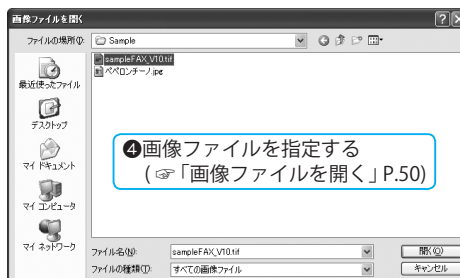 画像ファイルを開く
ファイルの場所(I):
Sample
最近使ったファイル
デスクトップ
マイ ドキュメント
マイ コンピュータ
マイ ネットワーク
sampleFAX_V10.tif
ペペロンチーノ.jpe
❹画像ファイルを指定する
(☞「画像ファイルを開く」P.50)
ファイル名(N):
sampleFAX_V10.tif
開く(O)
ファイルの種類(T):
すべての画像ファイル
キャンセル